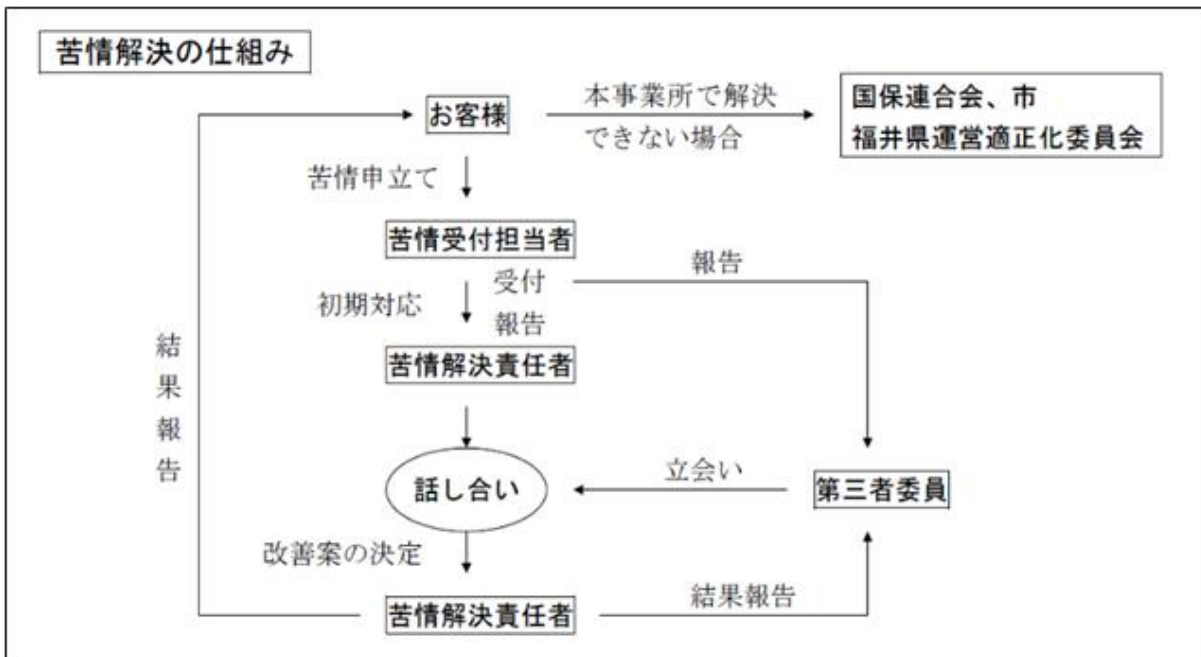 苦情解決の仕組み
お客様
本事業所で解決
できない場合
国保連合会、市
福井県運営適正化委員会
苦情申立て
苦情受付担当者
初期対応
受付
報告
報告
苦情解決責任者
結果報告
話し合い
立会い
第三者委員
改善案の決定
苦情解決責任者
結果報告